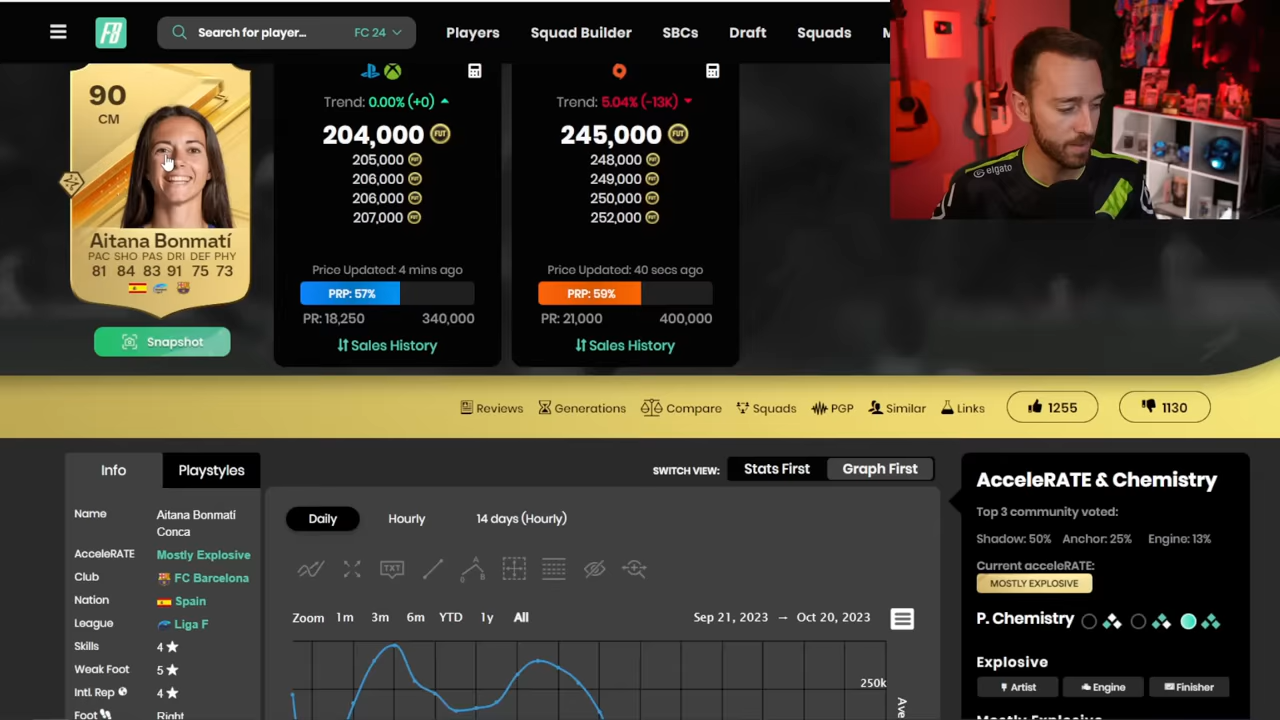 FB
Search for player...
FC 24
Players
Squad Builder
SBCs
Draft
Squads
M
90
CM
Aitana Bonmatí
PAC SHO PAS DRI DEF PHY
81 84 83 91 75 73
Snapshot
Trend: 0.00% (+0)
204,000 FUT
205,000
206,000
206,000
207,000
Price Updated: 4 mins ago
PRP: 57%
PR: 18,250 340,000
Sales History
Trend: 5.04% (-13K)
245,000 FUT
248,000
249,000
250,000
252,000
Price Updated: 40 secs ago
PRP: 59%
PR: 21,000 400,000
Sales History
elgato
Reviews
Generations
Compare
Squads
PGP
Similar
Links
1255
1130
Info
Playstyles
Name Aitana Bonmatí
Conca
AcceleRATE Mostly Explosive
Club FC Barcelona
Nation Spain
League Liga F
Skills 4
Weak Foot 5
Intl. Rep 4
Foot Right
SWITCH VIEW:
Stats First
Graph First
Daily
Hourly
14 days (Hourly)
TXT
Zoom 1m 3m 6m YTD 1y All
Sep 21, 2023 → Oct 20, 2023
250k
Ave
AcceleRATE & Chemistry
Top 3 community voted:
Shadow: 50% Anchor: 25% Engine: 13%
Current acceleRATE:
MOSTLY EXPLOSIVE
P. Chemistry
Explosive
Artist
Engine
Finisher
Mostly Explosive